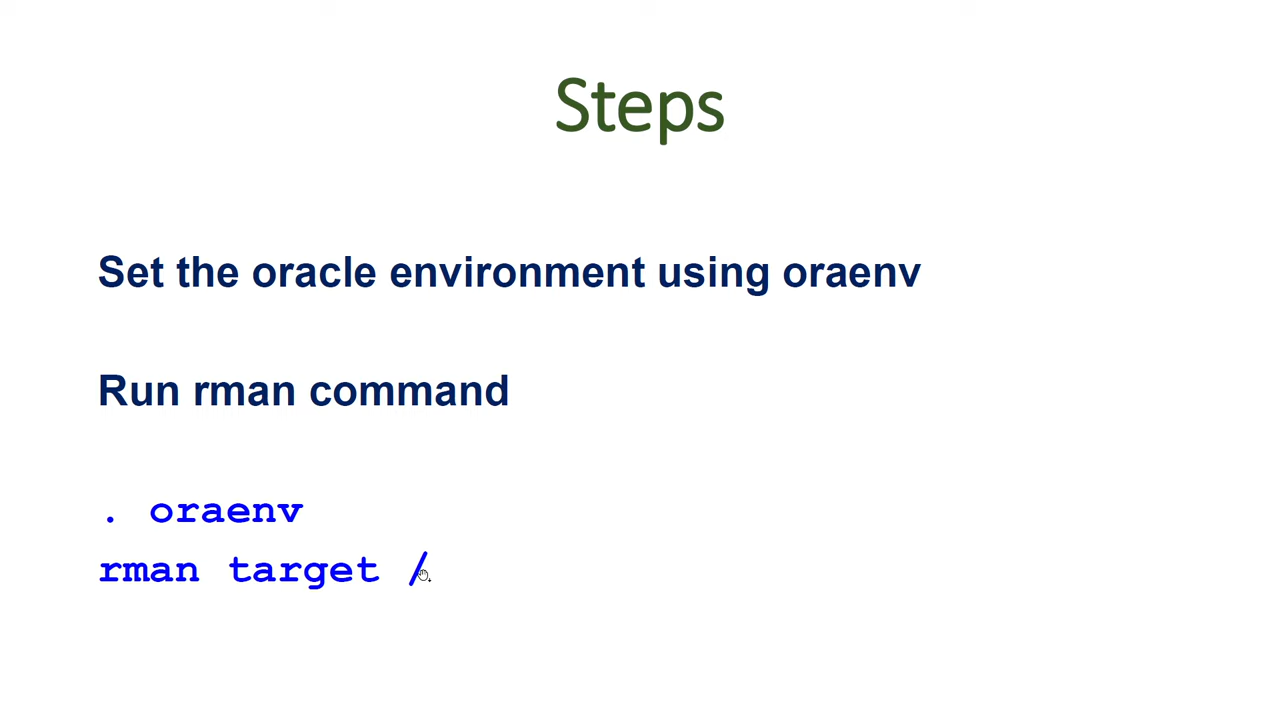 Steps
Set the oracle environment using oraenv
Run rman command
. oraenv
rman target /